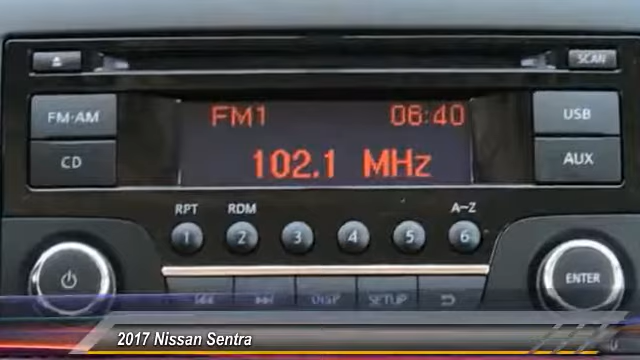 SCAN
FM·AM
FM1 06:40
USB
CD
102.1 MHz
AUX
RPT RDM A–Z
1 2 3 4 5 6
ENTER
DISP SETUP
2017 Nissan Sentra